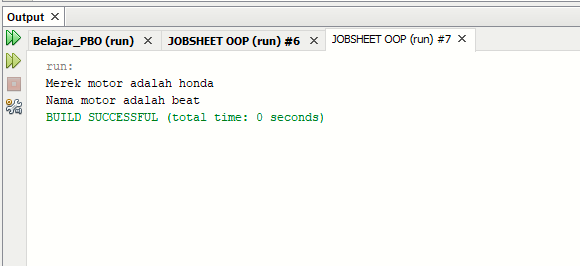 Output ×
Belajar_PBO (run) × JOBSHEET OOP (run) #6 × JOBSHEET OOP (run) #7 ×
run:
Merek motor adalah honda
Nama motor adalah beat
BUILD SUCCESSFUL (total time: 0 seconds)